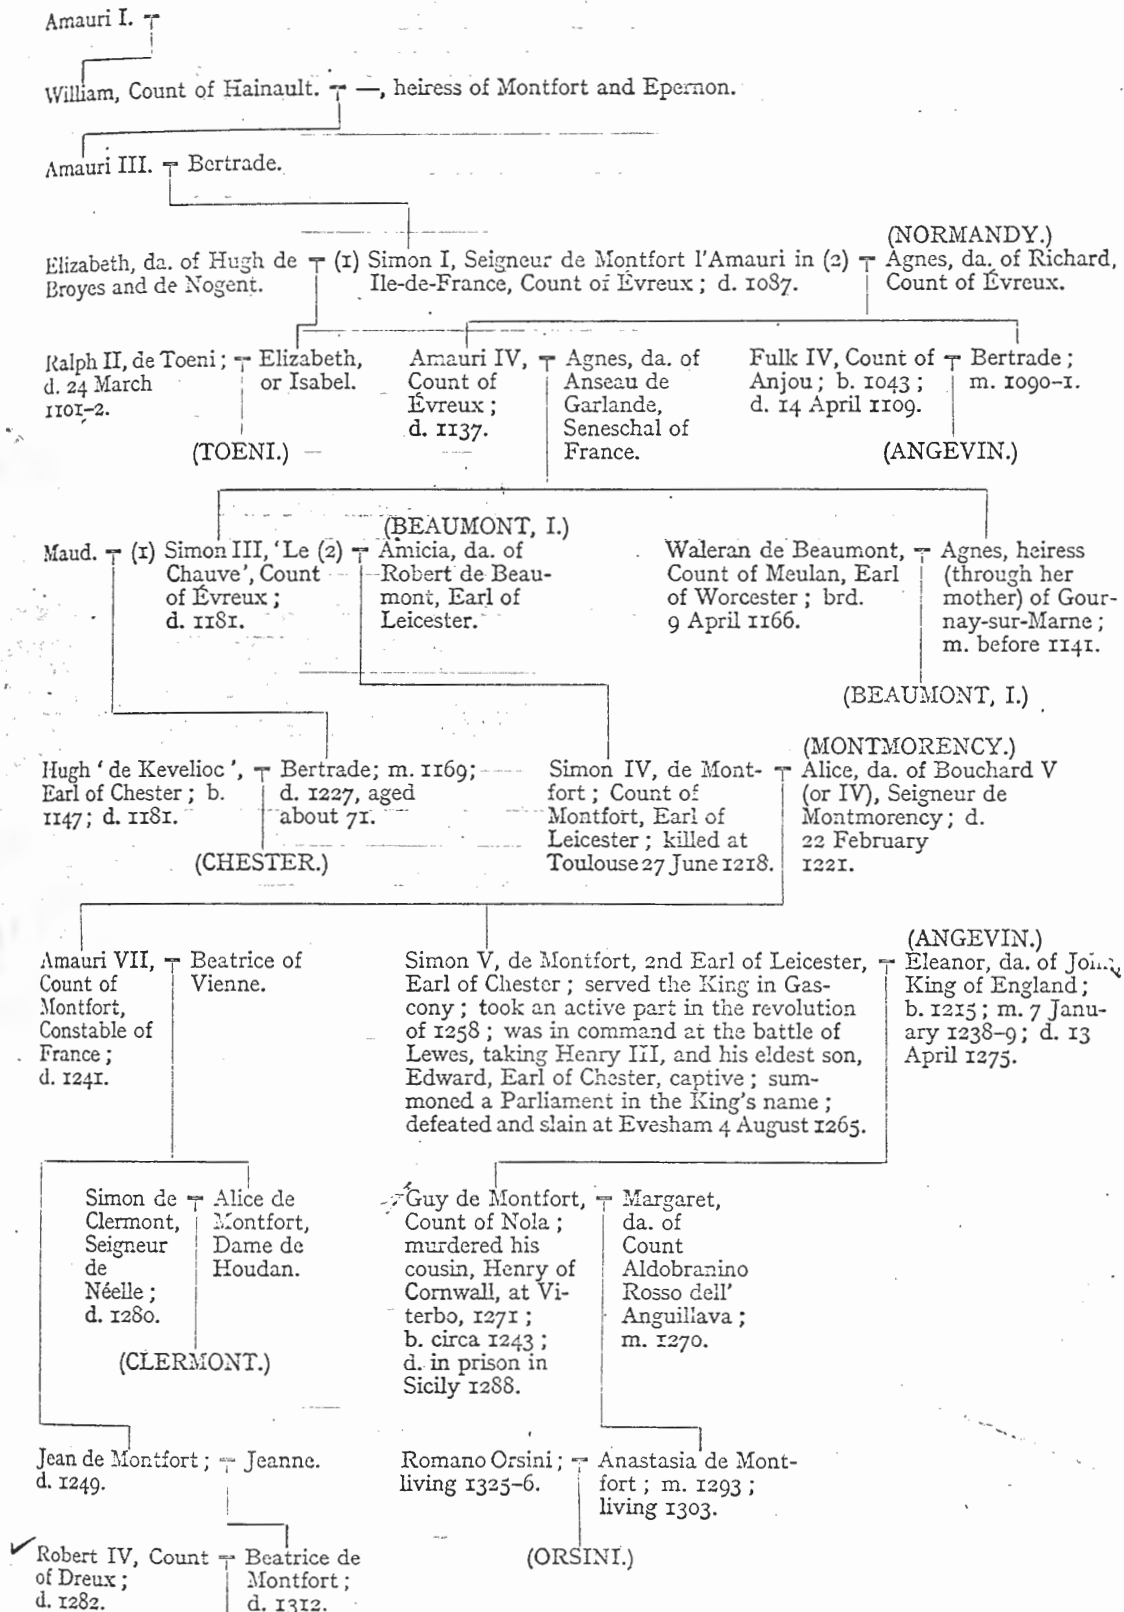 Amauri I.
William, Count of Hainault. —, heiress of Montfort and Epernon.
Amauri III. Bertrade.
(NORMANDY.)
Elizabeth, da. of Hugh de
Broyes and de Nogent.
(1) Simon I, Seigneur de Montfort l'Amauri in (2)
Ile-de-France, Count of Évreux ; d. 1087.
Agnes, da. of Richard,
Count of Évreux.
Ralph II, de Toeni ;
d. 24 March
1101-2.
Elizabeth,
or Isabel.
(TOENI.)
Amauri IV,
Count of
Évreux ;
d. 1137.
Agnes, da. of
Anseau de
Garlande,
Seneschal of
France.
Fulk IV, Count of
Anjou ; b. 1043 ;
d. 14 April 1109.
Bertrade ;
m. 1090-1.
(ANGEVIN.)
Maud.
(1) Simon III, 'Le (2)
Chauve', Count
of Évreux ;
d. 1181.
(BEAUMONT, I.)
Amicia, da. of
Robert de Beau-
mont, Earl of
Leicester.
Waleran de Beaumont,
Count of Meulan, Earl
of Worcester ; brd.
9 April 1166.
Agnes, heiress
(through her
mother) of Gour-
nay-sur-Marne ;
m. before 1141.
(BEAUMONT, I.)
Hugh ' de Kevelioc ',
Earl of Chester ; b.
1147; d. 1181.
Bertrade; m. 1169;
d. 1227, aged
about 71.
(CHESTER.)
Simon IV, de Mont-
fort ; Count of
Montfort, Earl of
Leicester ; killed at
Toulouse 27 June 1218.
(MONTMORENCY.)
Alice, da. of Bouchard V
(or IV), Seigneur de
Montmorency ; d.
22 February
1221.
Amauri VII,
Count of
Montfort,
Constable of
France ;
d. 1241.
Beatrice of
Vienne.
Simon V, de Montfort, 2nd Earl of Leicester,
Earl of Chester ; served the King in Gas-
cony ; took an active part in the revolution
of 1258 ; was in command at the battle of
Lewes, taking Henry III, and his eldest son,
Edward, Earl of Chester, captive ; sum-
moned a Parliament in the King's name ;
defeated and slain at Evesham 4 August 1265.
(ANGEVIN.)
Eleanor, da. of John,
King of England ;
b. 1215 ; m. 7 Janu-
ary 1238-9 ; d. 13
April 1275.
Simon de
Clermont,
Seigneur
de
Néelle ;
d. 1280.
Alice de
Montfort,
Dame de
Houdan.
(CLERMONT.)
Guy de Montfort,
Count of Nola ;
murdered his
cousin, Henry of
Cornwall, at Vi-
terbo, 1271 ;
b. circa 1243 ;
d. in prison in
Sicily 1288.
Margaret,
da. of
Count
Aldobranino
Rosso dell'
Anguillava ;
m. 1270.
Jean de Montfort ;
d. 1249.
Jeanne.
Romano Orsini ;
living 1325-6.
Anastasia de Mont-
fort ; m. 1293 ;
living 1303.
(ORSINI.)
Robert IV, Count
of Dreux ;
d. 1282.
Beatrice de
Montfort ;
d. 1312.